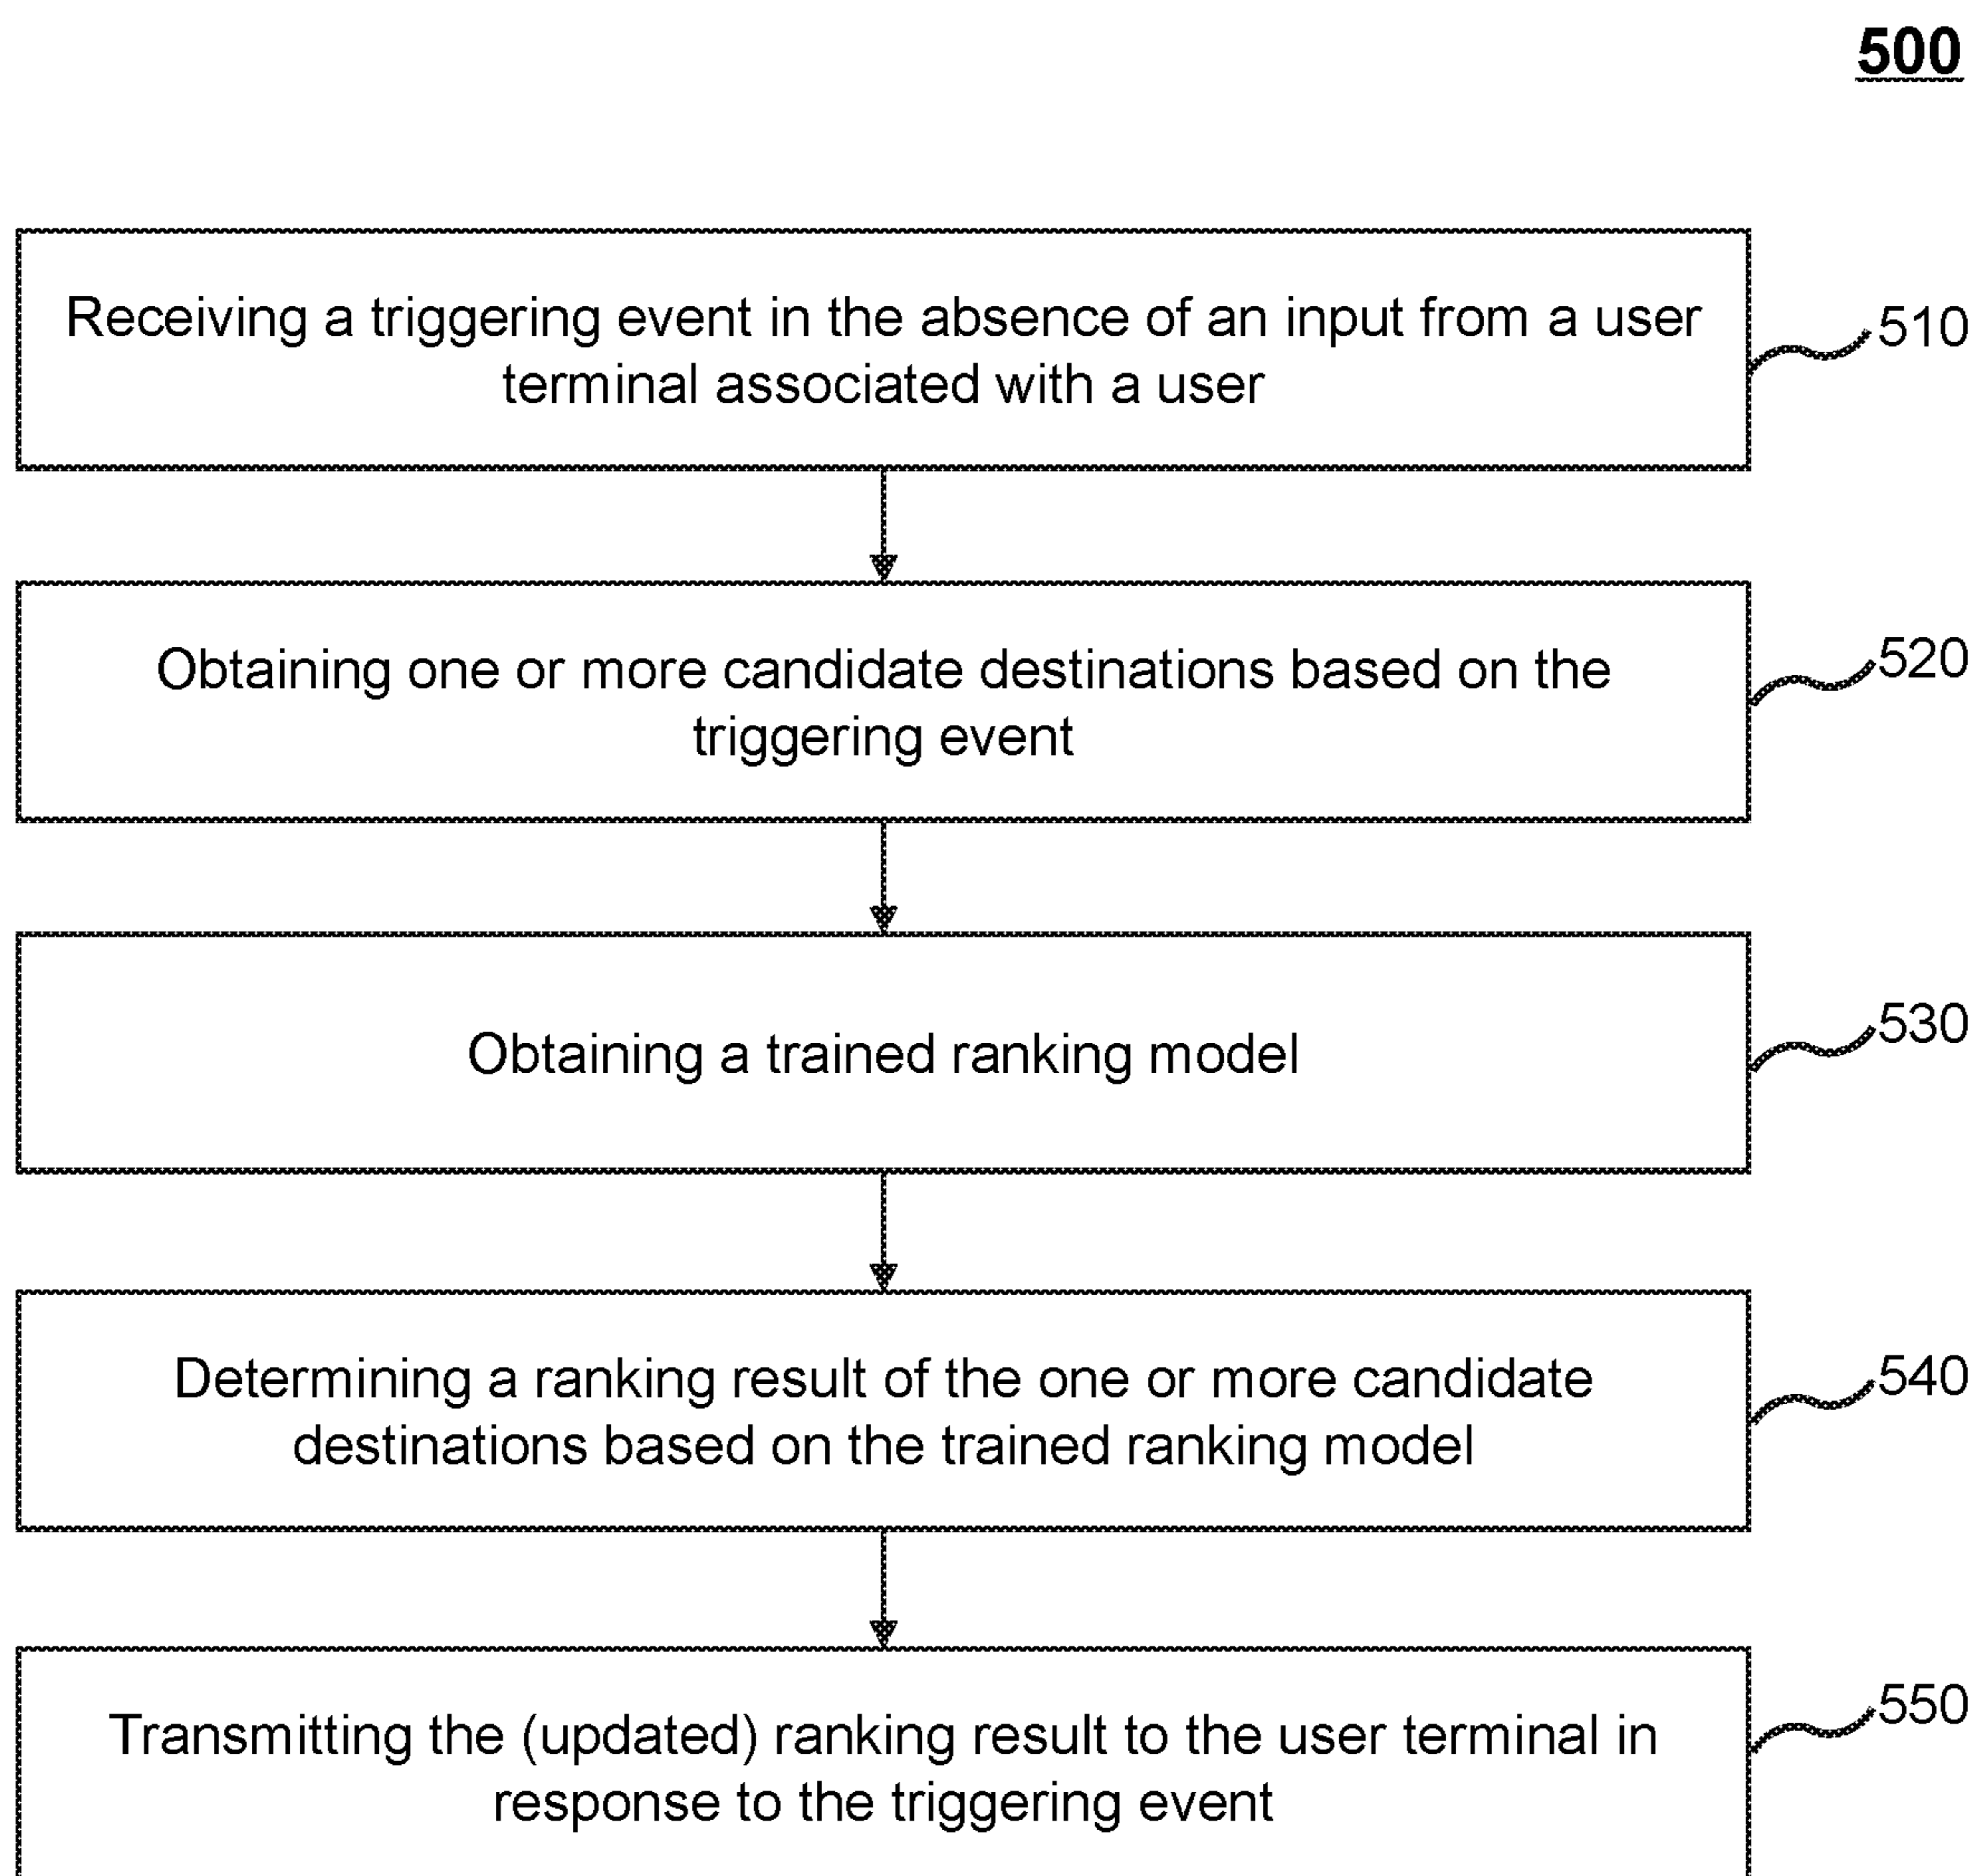 500
Receiving a triggering event in the absence of an input from a user
terminal associated with a user
510
Obtaining one or more candidate destinations based on the
triggering event
520
Obtaining a trained ranking model
530
Determining a ranking result of the one or more candidate
destinations based on the trained ranking model
540
Transmitting the (updated) ranking result to the user terminal in
response to the triggering event
550